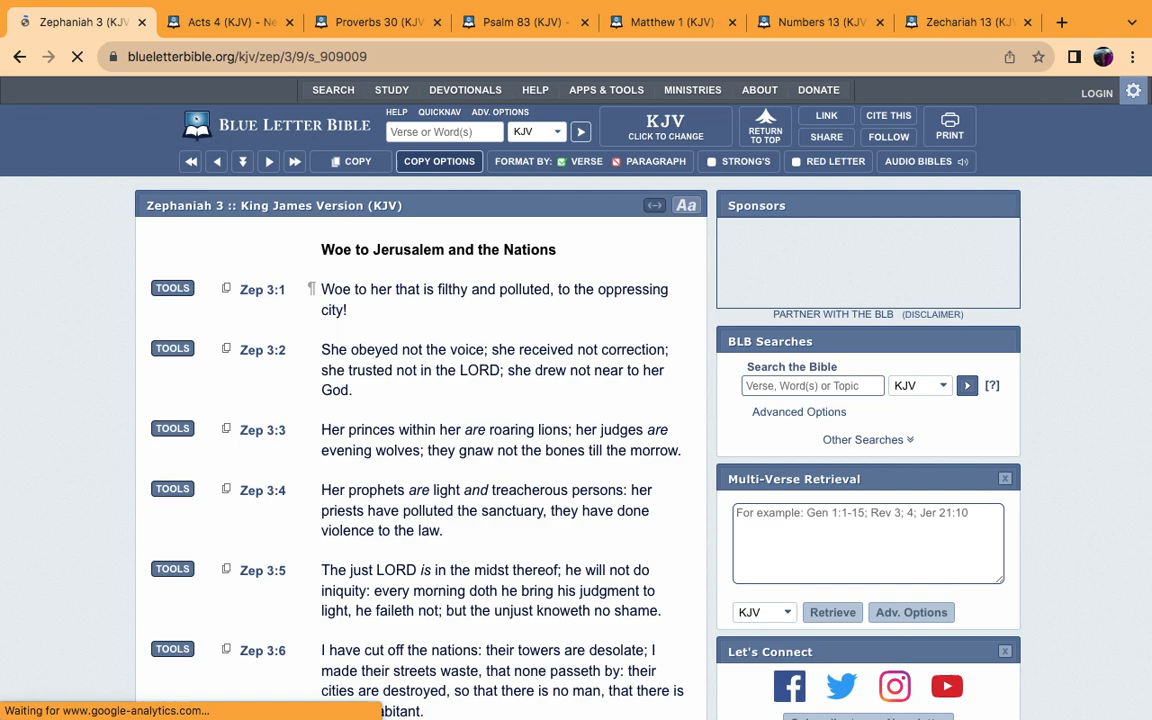 Zephaniah 3 (KJV)
Acts 4 (KJV) - Ne
Proverbs 30 (KJV)
Psalm 83 (KJV) -
Matthew 1 (KJV)
Numbers 13 (KJV)
Zechariah 13 (KJ
blueletterbible.org/kjv/zep/3/9/s_909009
SEARCH STUDY DEVOTIONALS HELP APPS & TOOLS MINISTRIES ABOUT DONATE
LOGIN
BLUE LETTER BIBLE
HELP QUICKNAV ADV. OPTIONS
Verse or Word(s) KJV
KJV
CLICK TO CHANGE
RETURN
TO TOP
LINK
SHARE
CITE THIS
FOLLOW
PRINT
COPY COPY OPTIONS FORMAT BY: VERSE PARAGRAPH STRONG'S RED LETTER AUDIO BIBLES
Zephaniah 3 :: King James Version (KJV) Aa
Woe to Jerusalem and the Nations
TOOLS Zep 3:1 ¶ Woe to her that is filthy and polluted, to the oppressing
city!
TOOLS Zep 3:2 She obeyed not the voice; she received not correction;
she trusted not in the LORD; she drew not near to her
God.
TOOLS Zep 3:3 Her princes within her are roaring lions; her judges are
evening wolves; they gnaw not the bones till the morrow.
TOOLS Zep 3:4 Her prophets are light and treacherous persons: her
priests have polluted the sanctuary, they have done
violence to the law.
TOOLS Zep 3:5 The just LORD is in the midst thereof; he will not do
iniquity: every morning doth he bring his judgment to
light, he faileth not; but the unjust knoweth no shame.
TOOLS Zep 3:6 I have cut off the nations: their towers are desolate; I
made their streets waste, that none passeth by: their
cities are destroyed, so that there is no man, that there is
abitant.
Sponsors
PARTNER WITH THE BLB (DISCLAIMER)
BLB Searches
Search the Bible
Verse, Word(s) or Topic KJV [?]
Advanced Options
Other Searches
Multi-Verse Retrieval x
For example: Gen 1:1-15; Rev 3; 4; Jer 21:10
KJV Retrieve Adv. Options
Let's Connect x
Waiting for www.google-analytics.com...